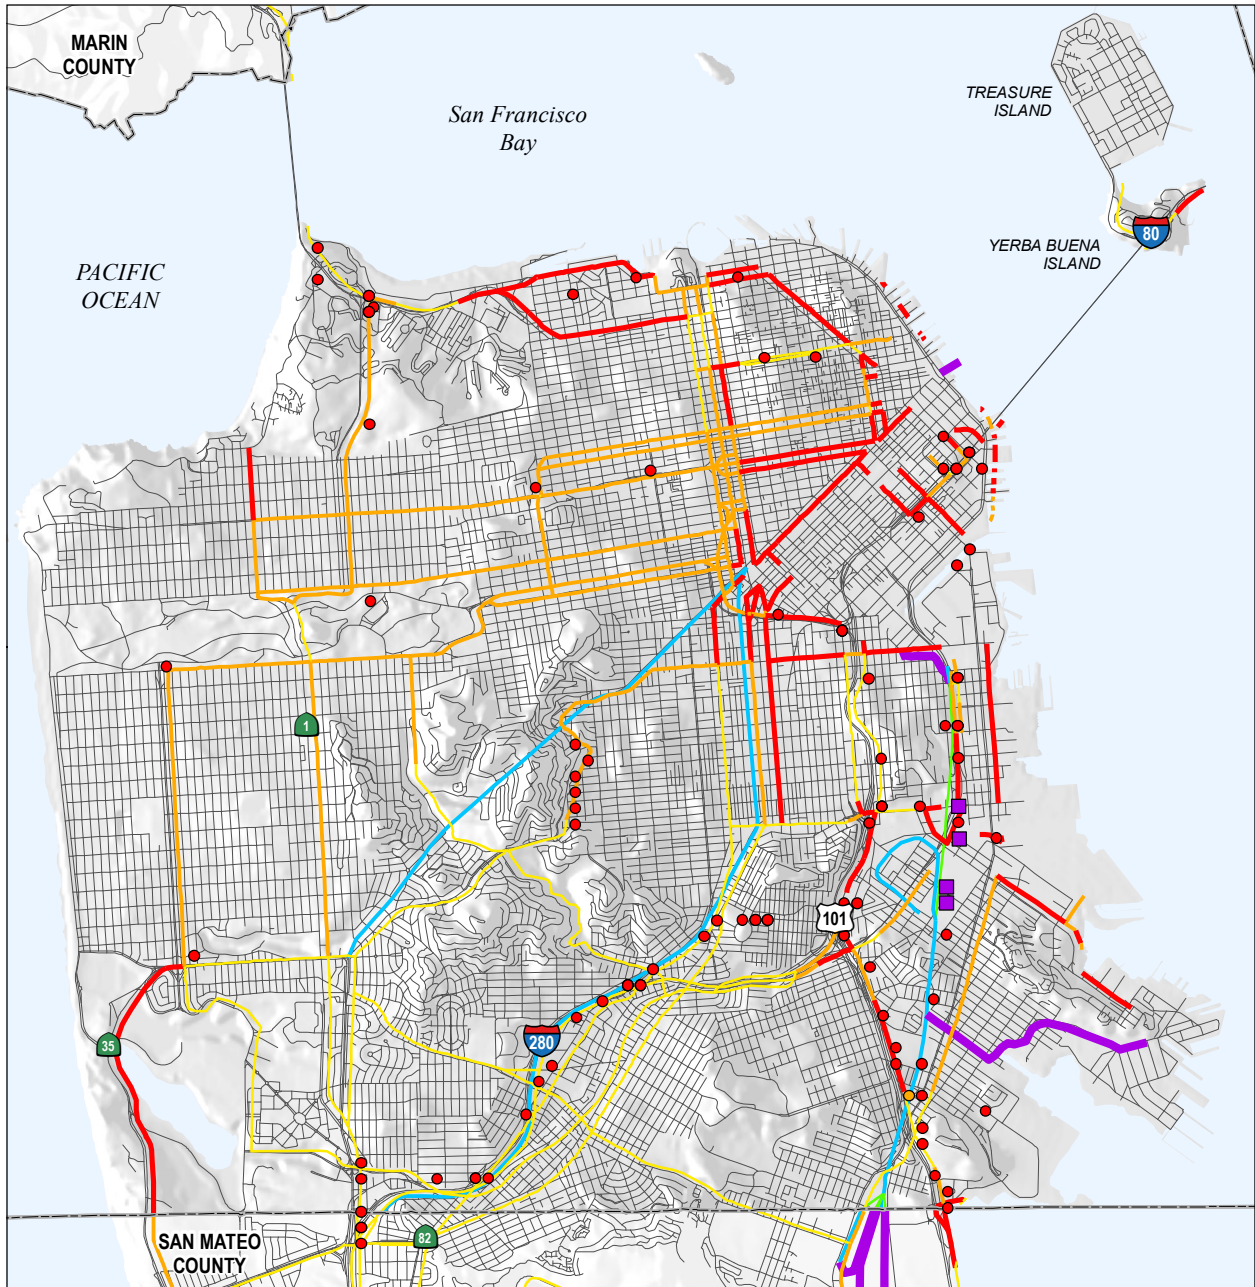 MARIN
COUNTY
San Francisco
Bay
TREASURE
ISLAND
80
YERBA BUENA
ISLAND
PACIFIC
OCEAN
1
101
280
35
82
SAN MATEO
COUNTY